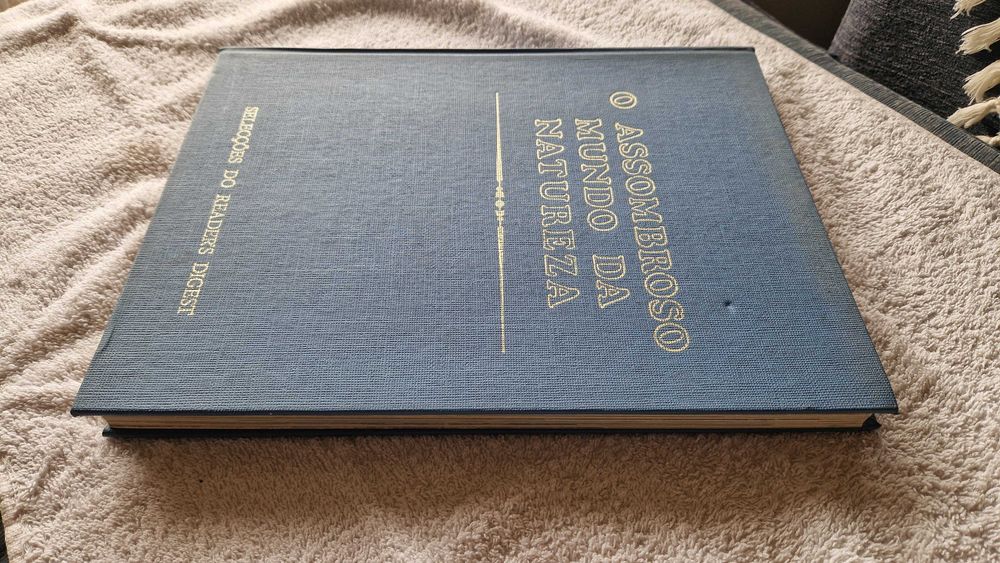 O ASSOMBROSO
MUNDO DA
NATUREZA
SELECÇÕES DO READER'S DIGEST